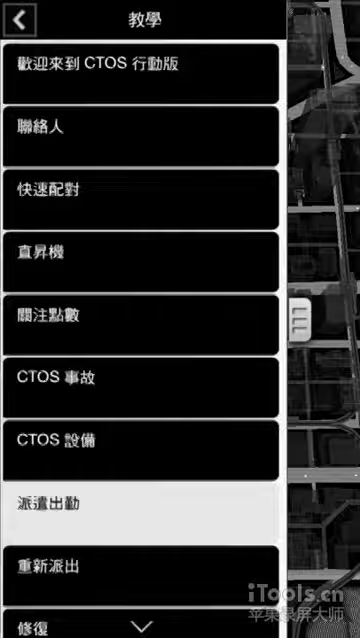 教學
歡迎來到 CTOS 行動版
聯絡人
快速配對
直昇機
關注點數
CTOS 事故
CTOS 設備
派遣出勤
重新派出
修復
iTools.cn
苹果录屏大师